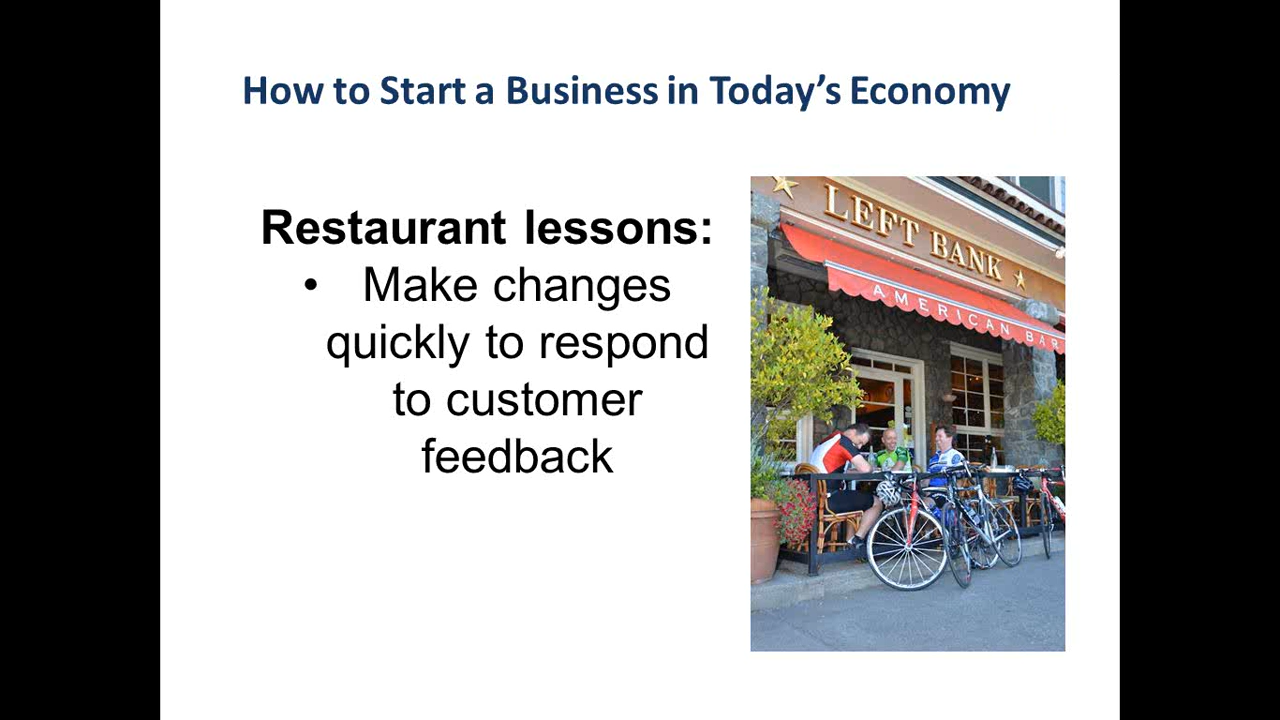 How to Start a Business in Today’s Economy
Restaurant lessons:
• Make changes
quickly to respond
to customer
feedback
LEFT BANK
AMERICAN BAR